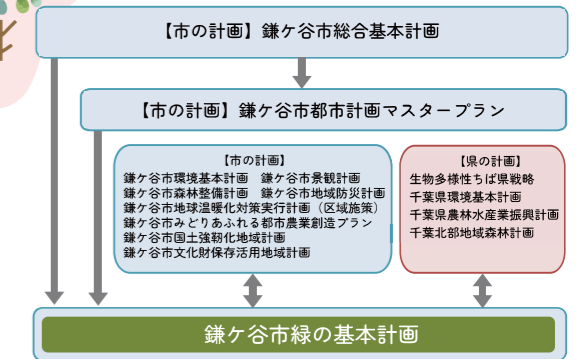 【市の計画】鎌ケ谷市総合基本計画
【市の計画】鎌ケ谷市都市計画マスタープラン
【市の計画】
鎌ケ谷市環境基本計画　鎌ケ谷市景観計画
鎌ケ谷市森林整備計画　鎌ケ谷市地域防災計画
鎌ケ谷市地球温暖化対策実行計画（区域施策）
鎌ケ谷市みどりあふれる都市農業創造プラン
鎌ケ谷市国土強靭化地域計画
鎌ケ谷市文化財保存活用地域計画
【県の計画】
生物多様性ちば県戦略
千葉県環境基本計画
千葉県農林水産業振興計画
千葉北部地域森林計画
鎌ケ谷市緑の基本計画